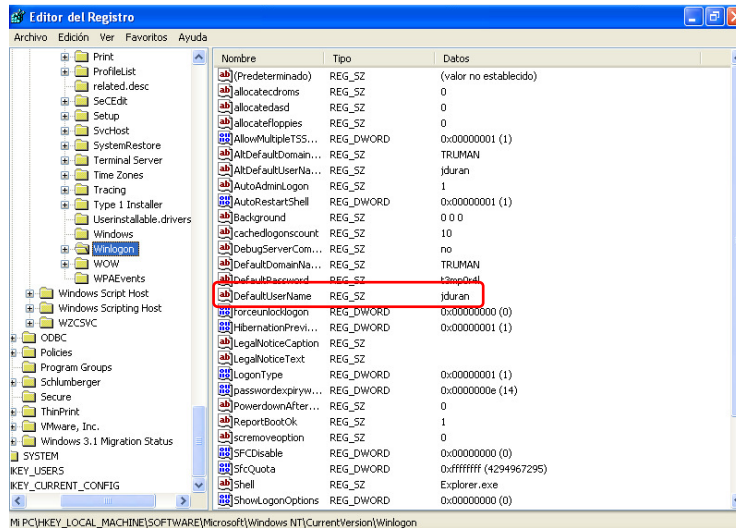 Editor del Registro
Archivo Edición Ver Favoritos Ayuda
Print
ProfileList
related.desc
SeCEdit
Setup
SvcHost
SystemRestore
Terminal Server
Time Zones
Tracing
Type 1 Installer
Userinstallable.drivers
Windows
Winlogon
WOW
WPAEvents
Windows Script Host
Windows Scripting Host
WZCSVC
ODBC
Policies
Program Groups
Schlumberger
Secure
ThinPrint
VMware, Inc.
Windows 3.1 Migration Status
SYSTEM
IKEY_USERS
IKEY_CURRENT_CONFIG
Nombre Tipo Datos
(Predeterminado) REG_SZ (valor no establecido)
allocatecdroms REG_SZ 0
allocatedasd REG_SZ 0
allocatefloppies REG_SZ 0
AllowMultipleTSS... REG_DWORD 0x00000001 (1)
AltDefaultDomain... REG_SZ TRUMAN
AltDefaultUserNa... REG_SZ jduran
AutoAdminLogon REG_SZ 1
AutoRestartShell REG_DWORD 0x00000001 (1)
Background REG_SZ 0 0 0
cachedlogonscount REG_SZ 10
DebugServerCom... REG_SZ no
DefaultDomainNa... REG_SZ TRUMAN
DefaultPassword REG_SZ t3mp0r4l
DefaultUserName REG_SZ jduran
forceunlocklogon REG_DWORD 0x00000000 (0)
HibernationPrevi... REG_DWORD 0x00000001 (1)
LegalNoticeCaption REG_SZ
LegalNoticeText REG_SZ
LogonType REG_DWORD 0x00000001 (1)
passwordexpiryw... REG_DWORD 0x0000000e (14)
PowerdownAfter... REG_SZ 0
ReportBootOk REG_SZ 1
scremoveoption REG_SZ 0
SFCDisable REG_DWORD 0x00000000 (0)
SfcQuota REG_DWORD 0xffffffff (4294967295)
Shell REG_SZ Explorer.exe
ShowLogonOptions REG_DWORD 0x00000000 (0)
Mi PC\HKEY_LOCAL_MACHINE\SOFTWARE\Microsoft\Windows NT\CurrentVersion\Winlogon